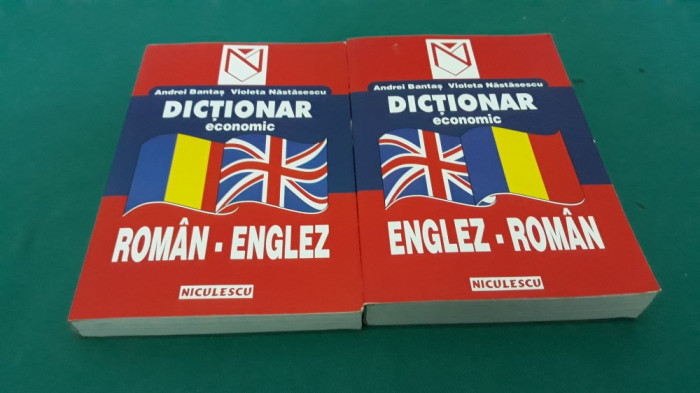 Andrei Bantaş Violeta Năstăsescu
DICŢIONAR
economic
ROMÂN - ENGLEZ
NICULESCU
Andrei Bantaş Violeta Năstăsescu
DICŢIONAR
economic
ENGLEZ - ROMÂN
NICULESCU